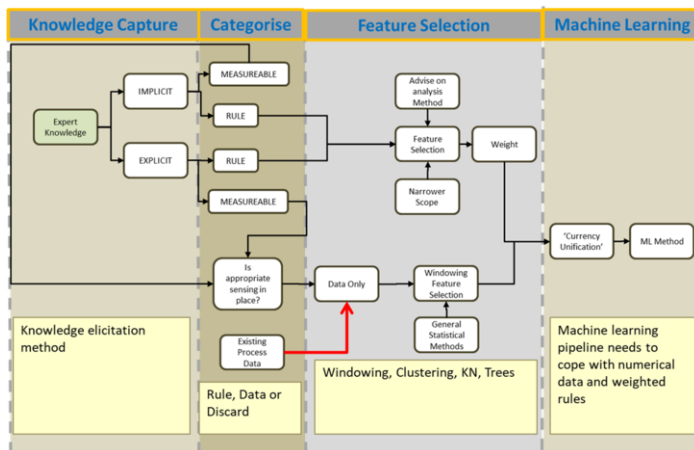 Knowledge Capture
Categorise
Feature Selection
Machine Learning
MEASUREABLE
IMPLICIT
Expert
Knowledge
RULE
EXPLICIT
RULE
MEASUREABLE
Is
appropriate
sensing in
place?
Existing
Process
Data
Advise on
analysis
Method
Feature
Selection
Weight
Narrower
Scope
Data Only
Windowing
Feature
Selection
General
Statistical
Methods
'Currency
Unification'
ML Method
Knowledge elicitation
method
Rule, Data or
Discard
Windowing, Clustering, KN, Trees
Machine learning
pipeline needs to
cope with numerical
data and weighted
rules